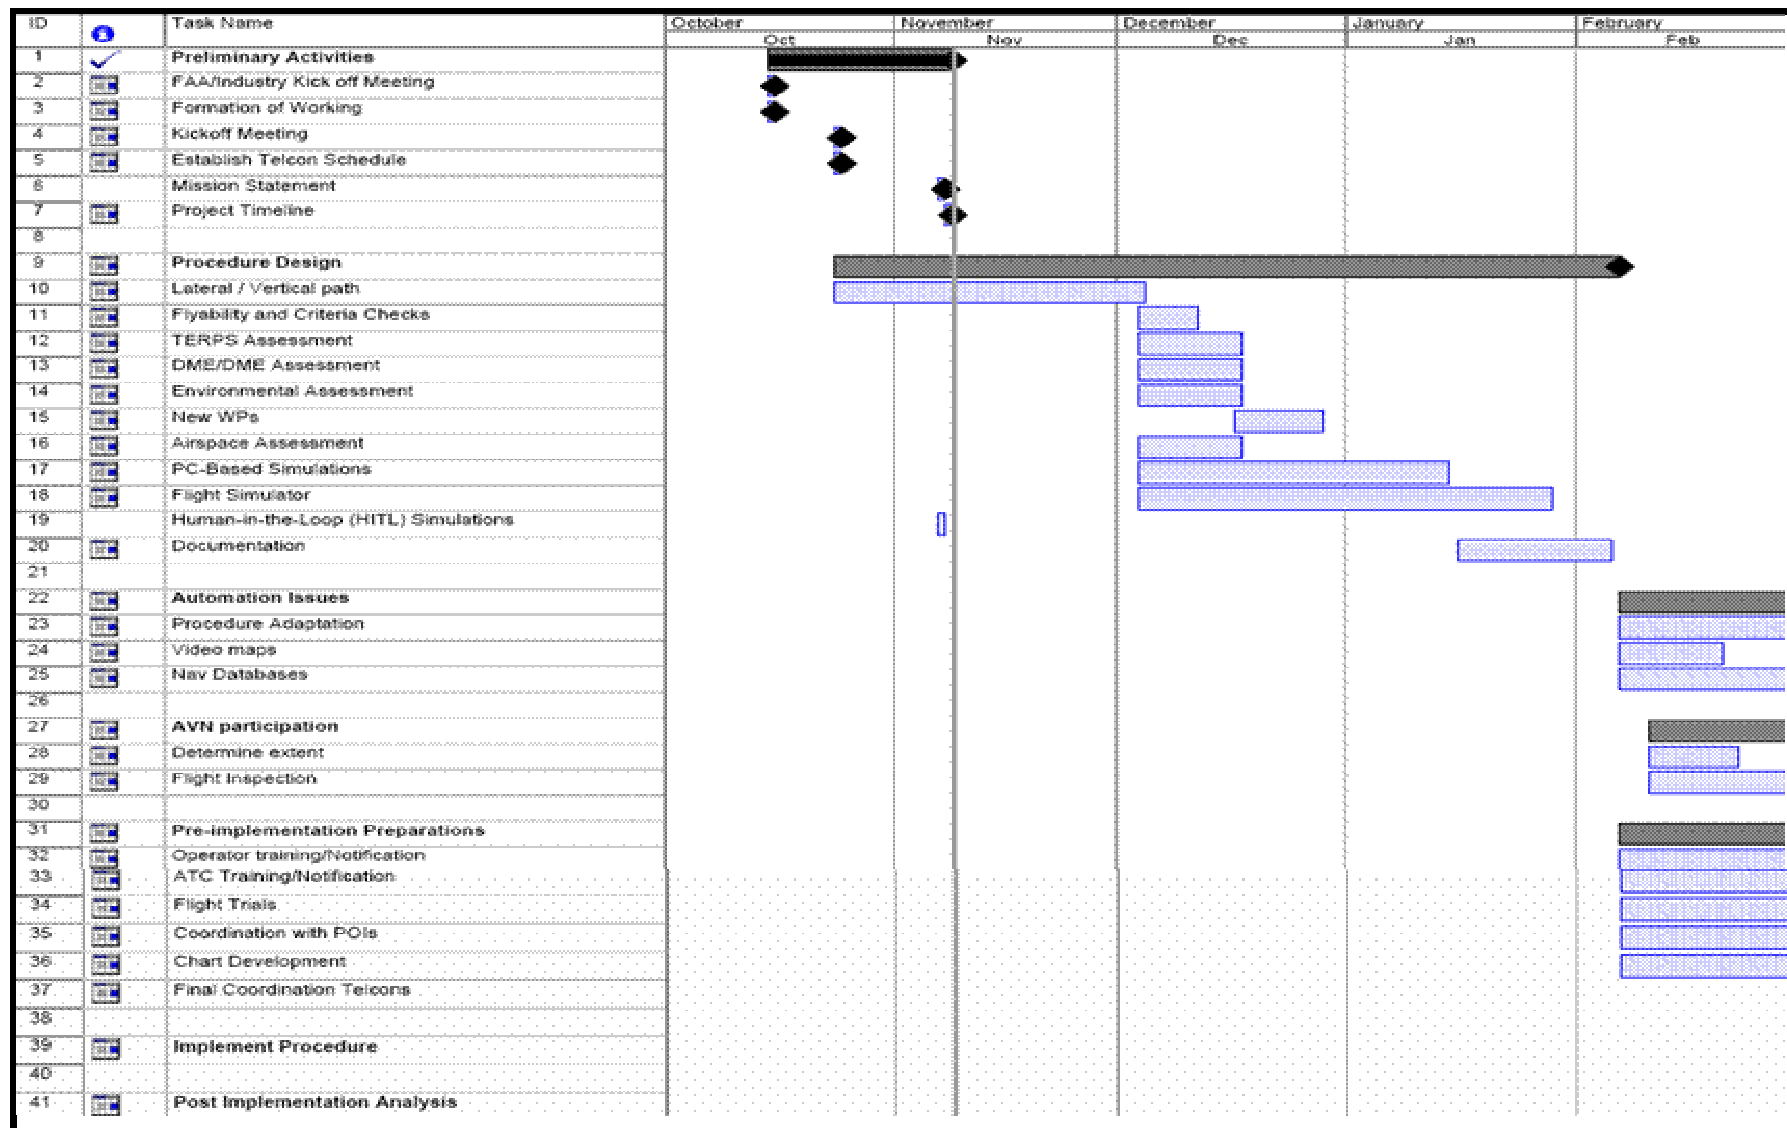 ID Task Name October November December January February
Oct Nov Dec Jan Feb
1 Preliminary Activities
2 FAA/Industry Kick off Meeting
3 Formation of Working
4 Kickoff Meeting
5 Establish Telcon Schedule
6 Mission Statement
7 Project Timeline
8
9 Procedure Design
10 Lateral / Vertical path
11 Flyability and Criteria Checks
12 TERPS Assessment
13 DME/DME Assessment
14 Environmental Assessment
15 New WPs
16 Airspace Assessment
17 PC-Based Simulations
18 Flight Simulator
19 Human-in-the-Loop (HITL) Simulations
20 Documentation
21
22 Automation Issues
23 Procedure Adaptation
24 Video maps
25 Nav Databases
26
27 AVN participation
28 Determine extent
29 Flight Inspection
30
31 Pre-implementation Preparations
32 Operator training/Notification
33 ATC Training/Notification
34 Flight Trials
35 Coordination with POIs
36 Chart Development
37 Final Coordination Telcons
38
39 Implement Procedure
40
41 Post Implementation Analysis